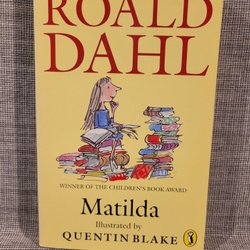 ROALD
DAHL
WINNER OF THE CHILDREN'S BOOK AWARD
Matilda
Illustrated by
QUENTIN BLAKE